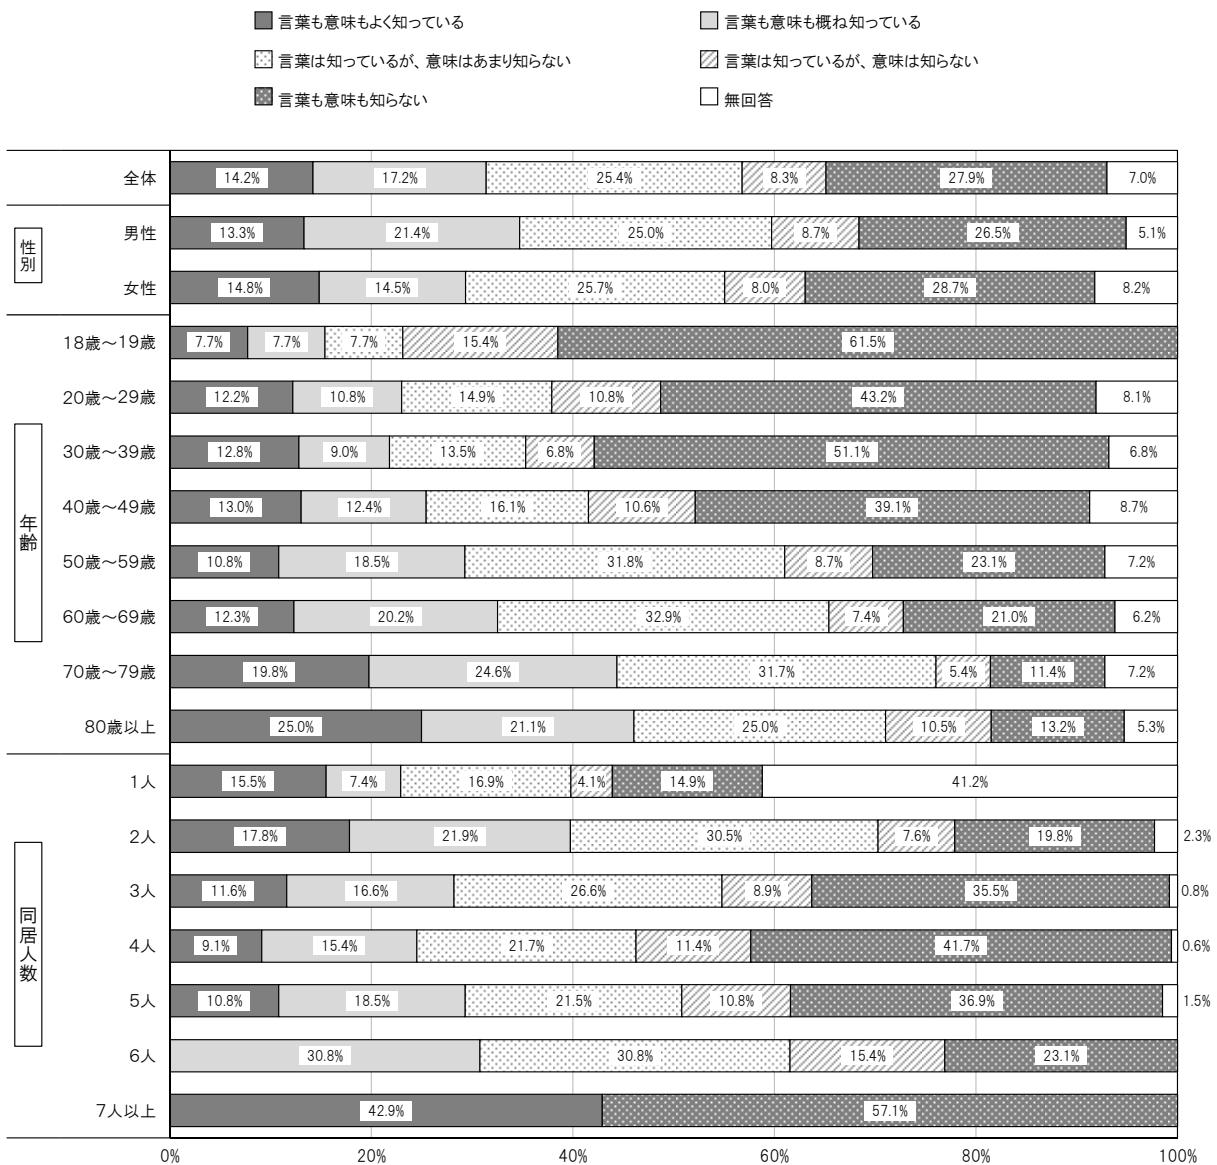 言葉も意味もよく知っている 言葉も意味も概ね知っている
言葉は知っているが、意味はあまり知らない 言葉は知っているが、意味は知らない
言葉も意味も知らない 無回答
全体 14.2% 17.2% 25.4% 8.3% 27.9% 7.0%
性別
男性 13.3% 21.4% 25.0% 8.7% 26.5% 5.1%
女性 14.8% 14.5% 25.7% 8.0% 28.7% 8.2%
年齢
18歳～19歳 7.7% 7.7% 7.7% 15.4% 61.5%
20歳～29歳 12.2% 10.8% 14.9% 10.8% 43.2% 8.1%
30歳～39歳 12.8% 9.0% 13.5% 6.8% 51.1% 6.8%
40歳～49歳 13.0% 12.4% 16.1% 10.6% 39.1% 8.7%
50歳～59歳 10.8% 18.5% 31.8% 8.7% 23.1% 7.2%
60歳～69歳 12.3% 20.2% 32.9% 7.4% 21.0% 6.2%
70歳～79歳 19.8% 24.6% 31.7% 5.4% 11.4% 7.2%
80歳以上 25.0% 21.1% 25.0% 10.5% 13.2% 5.3%
同居人数
1人 15.5% 7.4% 16.9% 4.1% 14.9% 41.2%
2人 17.8% 21.9% 30.5% 7.6% 19.8% 2.3%
3人 11.6% 16.6% 26.6% 8.9% 35.5% 0.8%
4人 9.1% 15.4% 21.7% 11.4% 41.7% 0.6%
5人 10.8% 18.5% 21.5% 10.8% 36.9% 1.5%
6人 30.8% 30.8% 15.4% 23.1%
7人以上 42.9% 57.1%
0% 20% 40% 60% 80% 100%